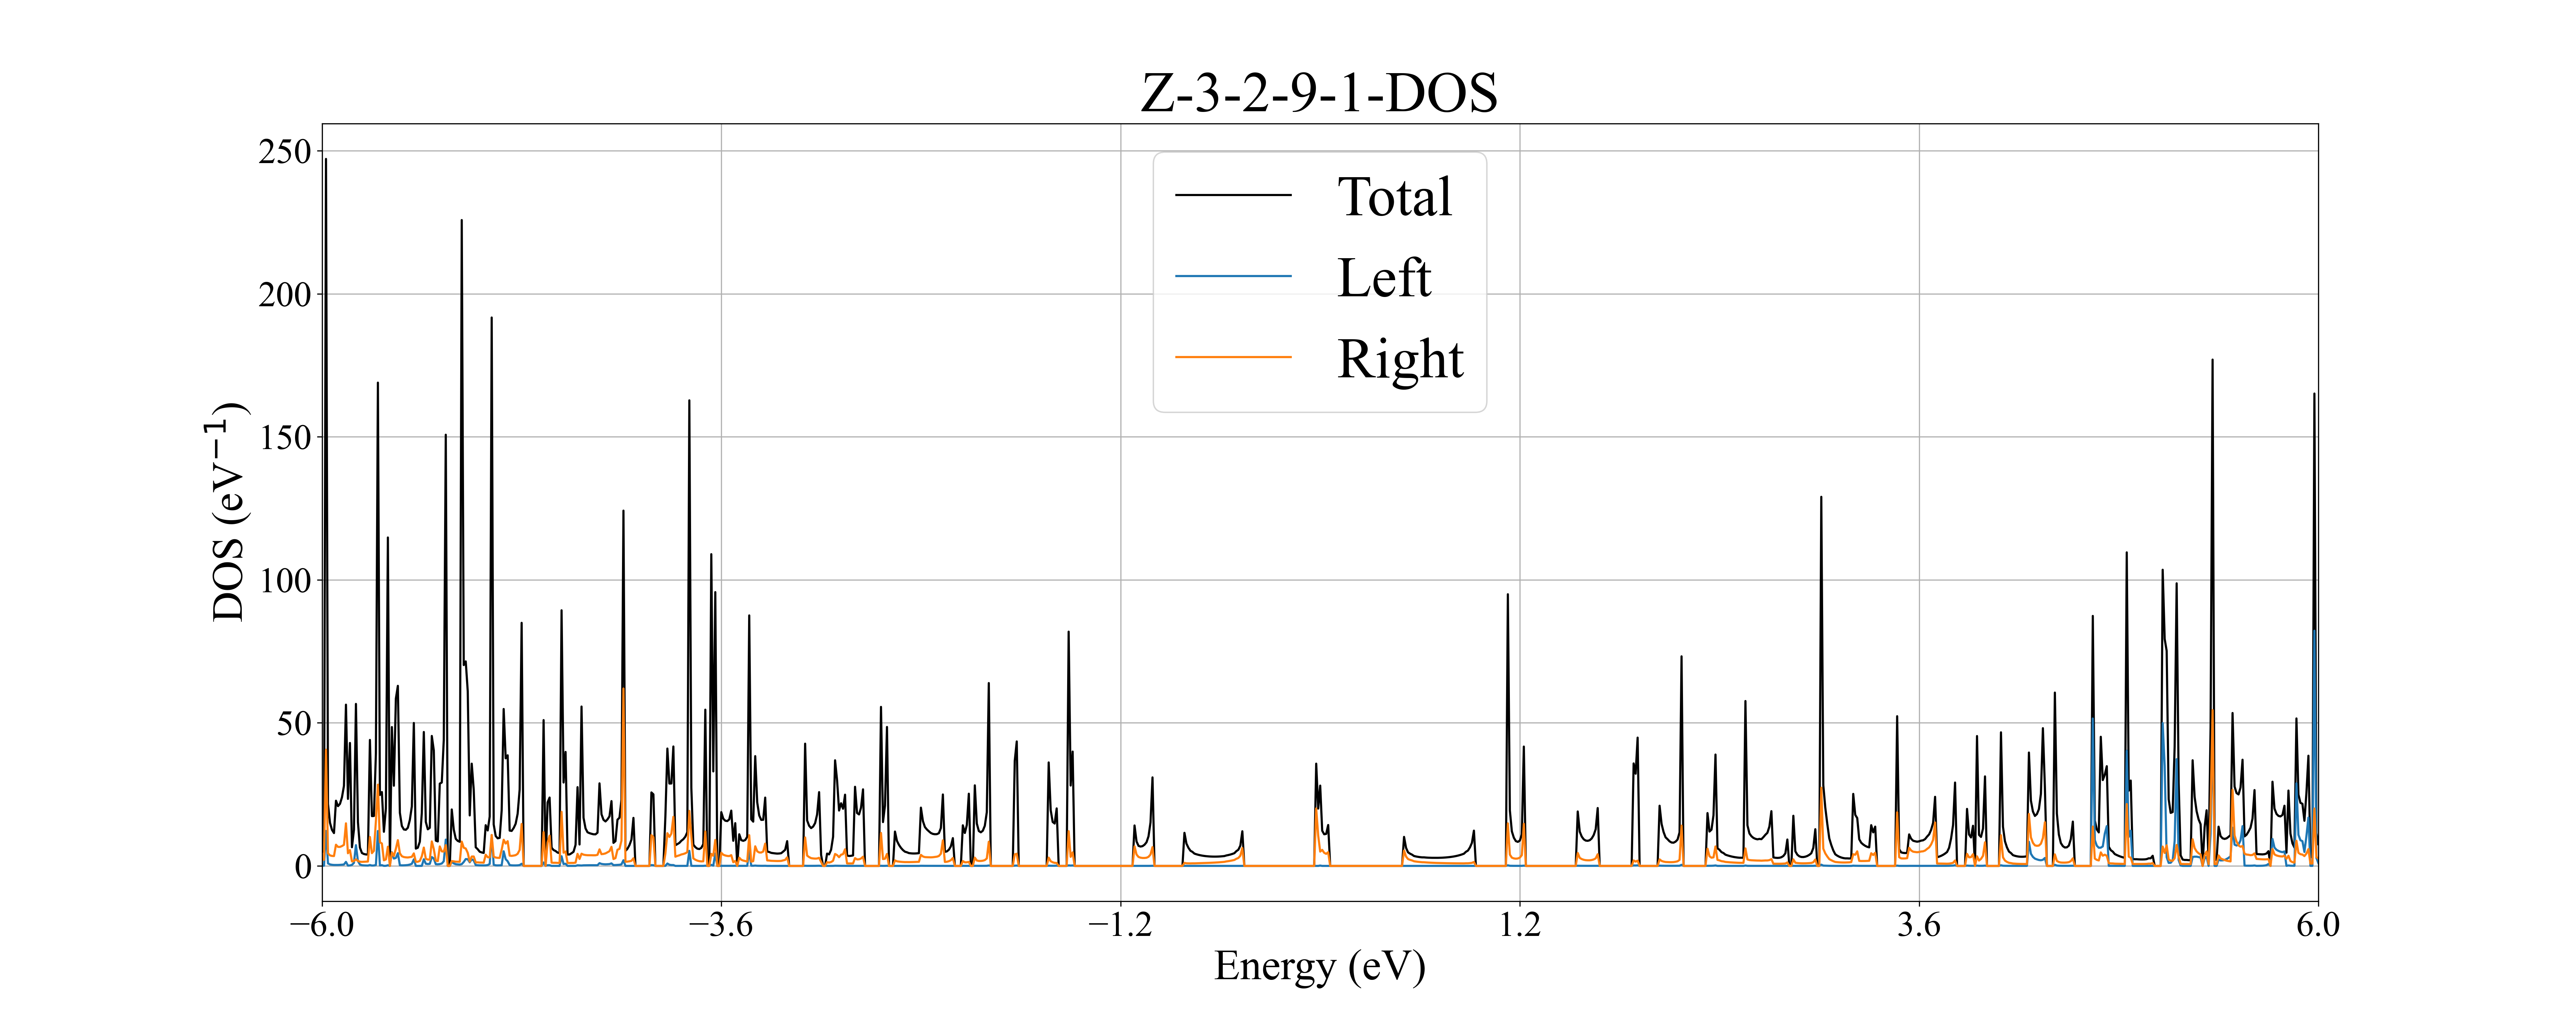 Z-3-2-9-1-DOS
Total
Left
Right
DOS (eV⁻¹)
250
200
150
100
50
0
−6.0
−3.6
−1.2
1.2
3.6
6.0
Energy (eV)